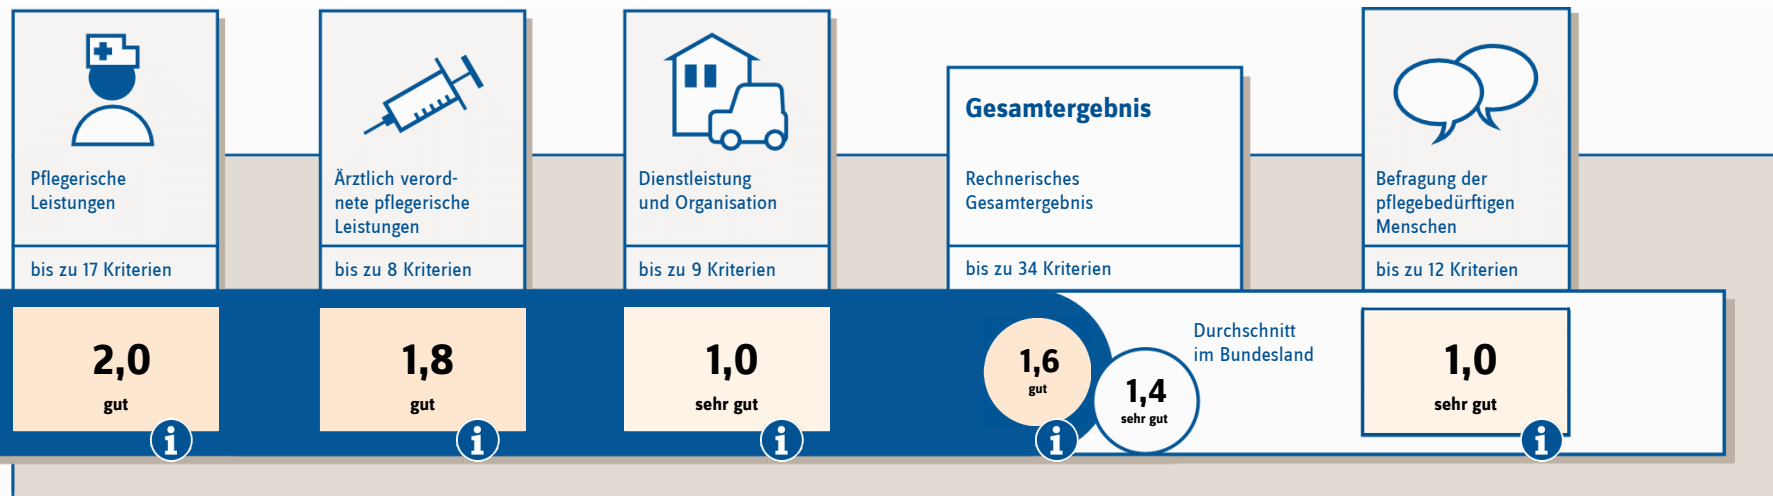 Pflegerische
Leistungen
bis zu 17 Kriterien
2,0
gut
i
Ärztlich verord-
nete pflegerische
Leistungen
bis zu 8 Kriterien
1,8
gut
i
Dienstleistung
und Organisation
bis zu 9 Kriterien
1,0
sehr gut
i
Gesamtergebnis
Rechnerisches
Gesamtergebnis
bis zu 34 Kriterien
1,6
gut
i
1,4
sehr gut
Durchschnitt
im Bundesland
Befragung der
pflegebedürftigen
Menschen
bis zu 12 Kriterien
1,0
sehr gut
i